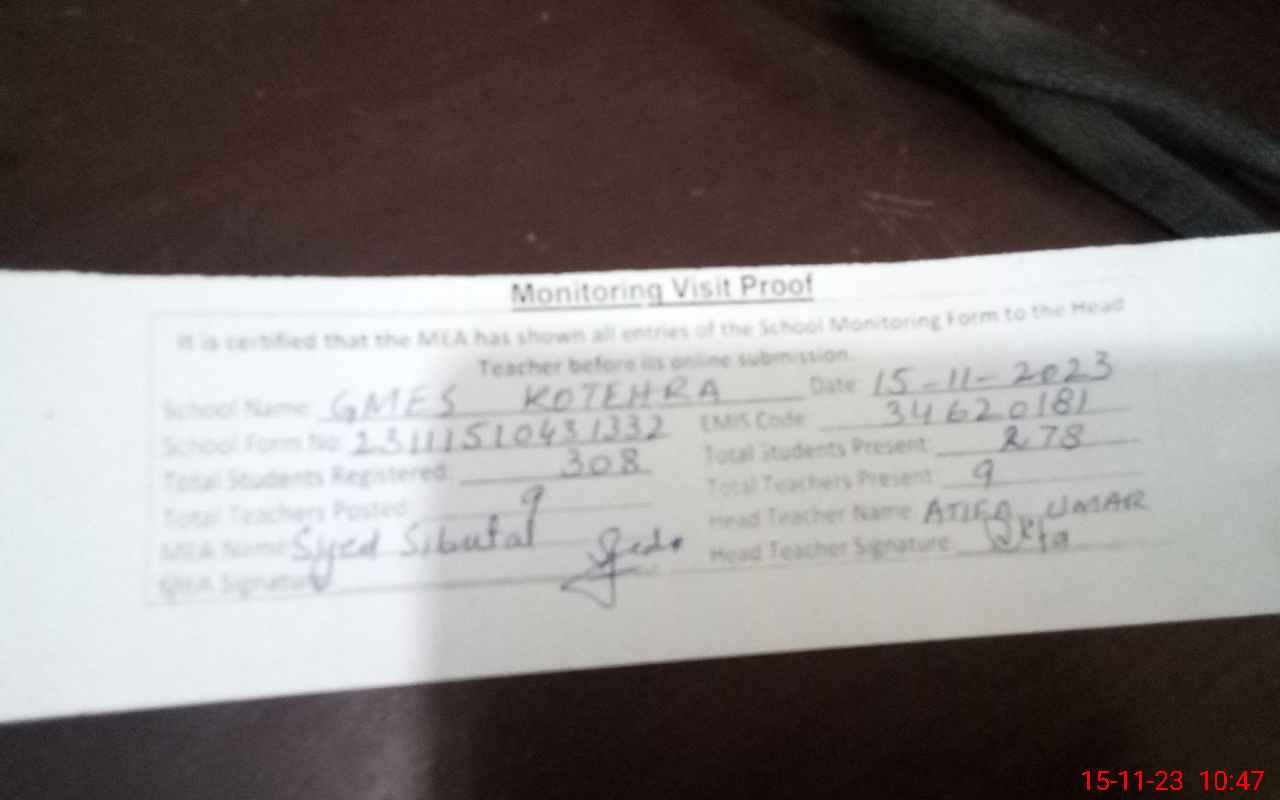 Monitoring Visit Proof
It is certified that the MEA has shown all entries of the School Monitoring Form to the Head
Teacher before its online submission.
School Name: GMES KOTEHRA Date: 15-11-2023
School Form No: 23111510431332 EMIS Code: 34620181
Total Students Registered: 308 Total Students Present: 278
Total Teachers Posted: 9 Total Teachers Present: 9
MEA Name: Syed Sibutal Head Teacher Name: ATIFA UMAR
MEA Signature: Head Teacher Signature:
15-11-23 10:47